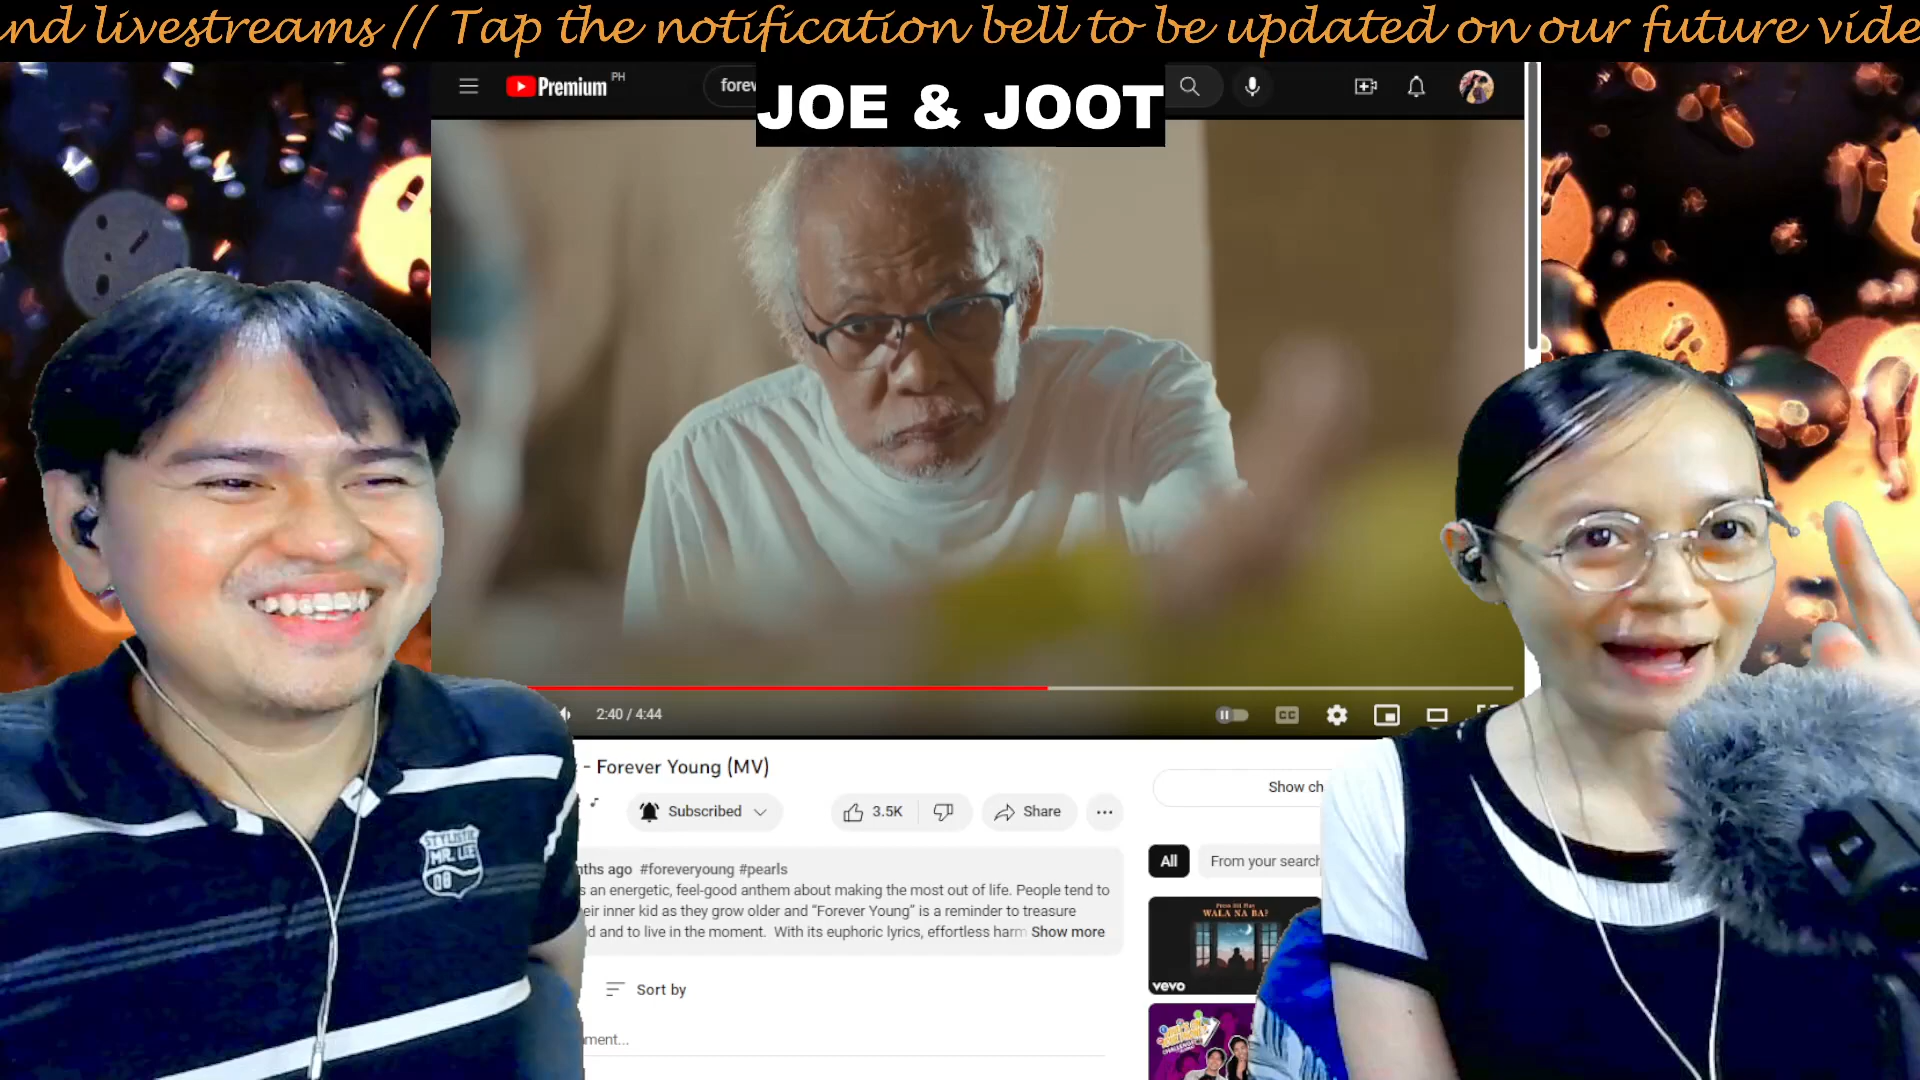 nd livestreams // Tap the notification bell to be updated on our future vide
Premium PH
forev
JOE & JOOT
2:40 / 4:44
CC
- Forever Young (MV)
Subscribed
3.5K
Share
Show ch
nths ago #foreveryoung #pearls
s an energetic, feel-good anthem about making the most out of life. People tend to
eir inner kid as they grow older and “Forever Young” is a reminder to treasure
d and to live in the moment. With its euphoric lyrics, effortless harm Show more
All
From your search
WALA NA BA?
vevo
Sort by
ment...
STYLISTIC
MR. LEE
08